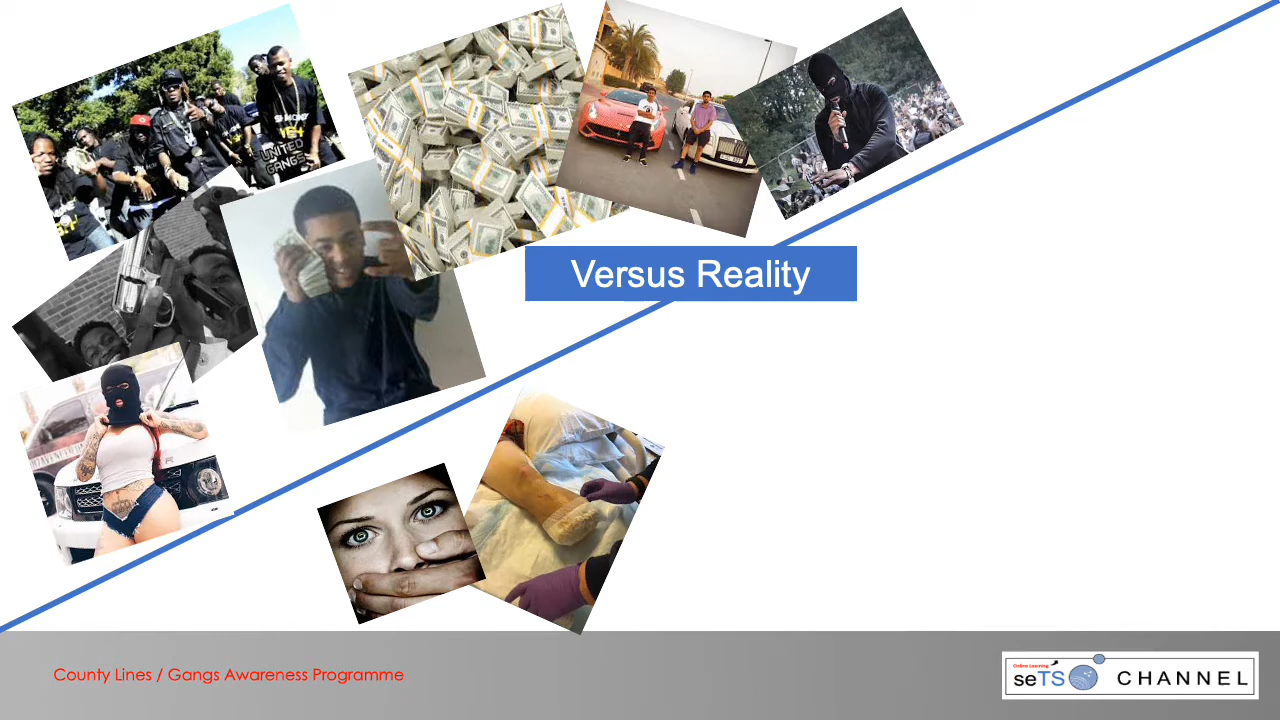 UNITED
GANGS
Versus Reality
County Lines / Gangs Awareness Programme
Online Learning
seTS CHANNEL